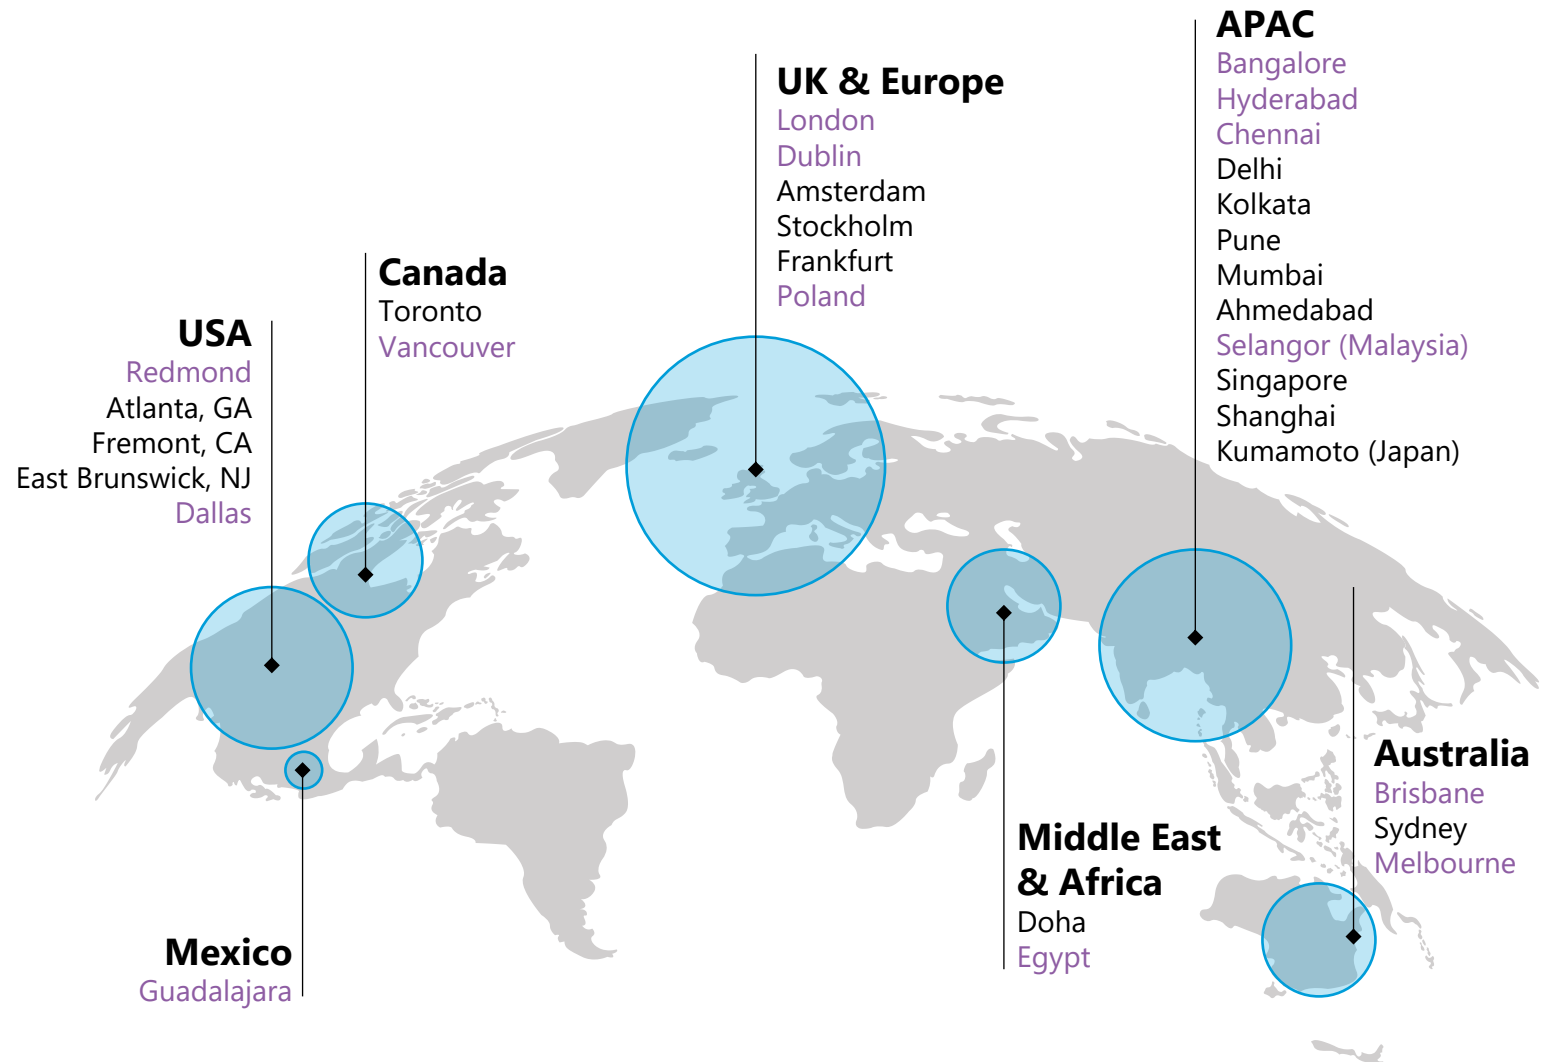 USA
Redmond
Atlanta, GA
Fremont, CA
East Brunswick, NJ
Dallas
Canada
Toronto
Vancouver
UK & Europe
London
Dublin
Amsterdam
Stockholm
Frankfurt
Poland
APAC
Bangalore
Hyderabad
Chennai
Delhi
Kolkata
Pune
Mumbai
Ahmedabad
Selangor (Malaysia)
Singapore
Shanghai
Kumamoto (Japan)
Mexico
Guadalajara
Middle East
& Africa
Doha
Egypt
Australia
Brisbane
Sydney
Melbourne